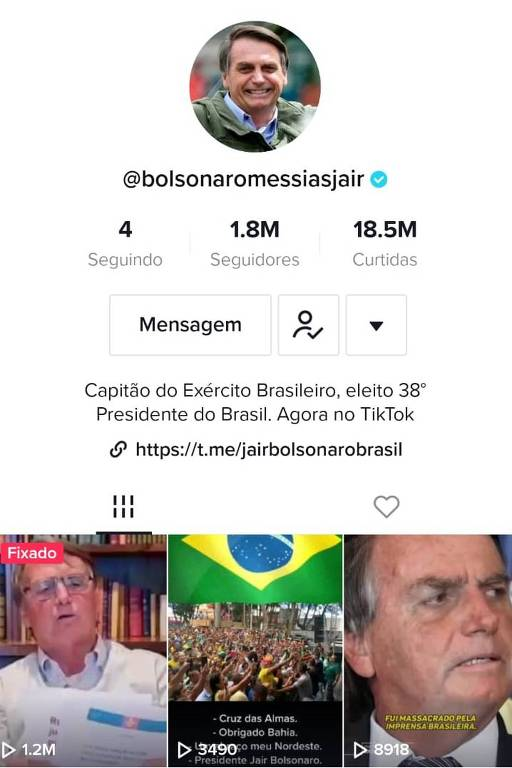 @bolsonaromessiasjair
4 1.8M 18.5M
Seguindo Seguidores Curtidas
Mensagem
Capitão do Exército Brasileiro, eleito 38°
Presidente do Brasil. Agora no TikTok
https://t.me/jairbolsonarobrasil
Fixado
1.2M
- Cruz das Almas.
- Obrigado Bahia.
meu Nordeste.
- Presidente Jair Bolsonaro.
3490
FUI MASSACRADO PELA
IMPRENSA BRASILEIRA.
8918